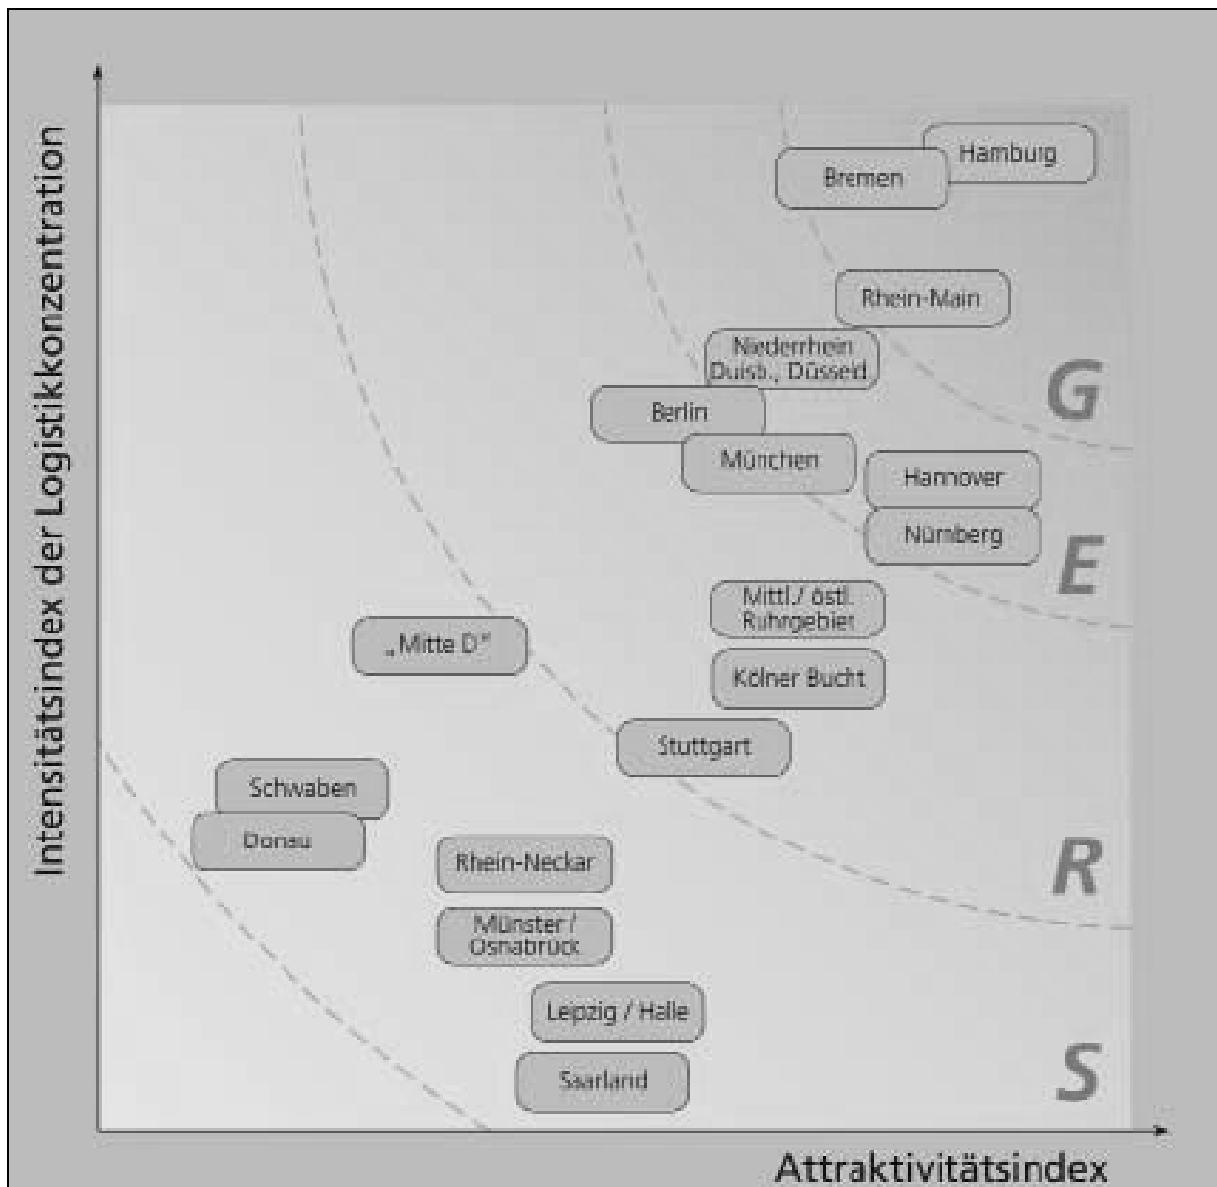 Intensitätsindex der Logistikkonzentration
Hamburg
Bremen
Rhein-Main
Niederrhein
Duisb., Düsseld.
G
Berlin
München
Hannover
Nürnberg
E
Mittl./ östl.
Ruhrgebiet
„Mitte D“
Kölner Bucht
Stuttgart
Schwaben
Donau
Rhein-Neckar
R
Münster /
Osnabrück
Leipzig / Halle
Saarland
S
Attraktivitätsindex